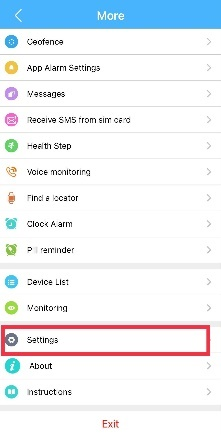 More
Geofence
App Alarm Settings
Messages
Receive SMS from sim card
Health Step
Voice monitoring
Find a locator
Clock Alarm
Pill reminder
Device List
Monitoring
Settings
About
Instructions
Exit